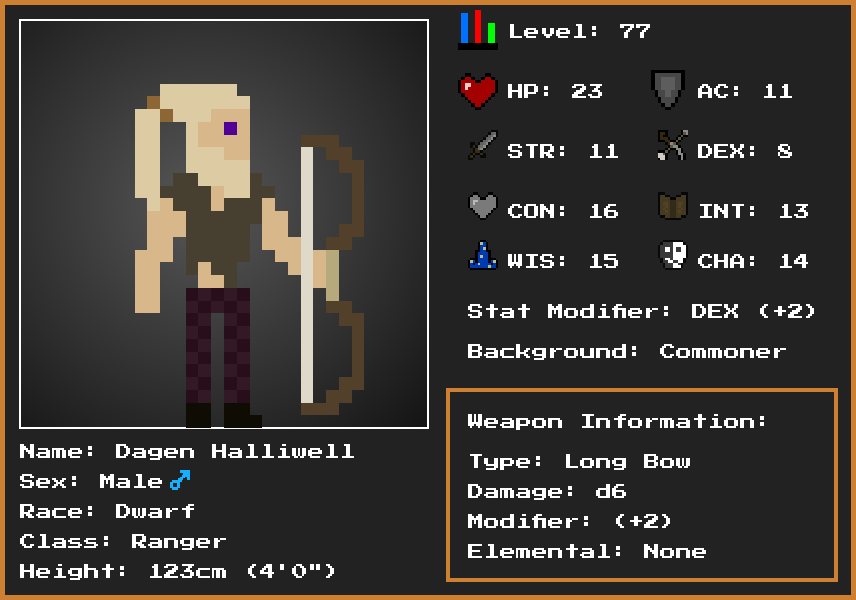 Level: 77
HP: 23
AC: 11
STR: 11
DEX: 8
CON: 16
INT: 13
WIS: 15
CHA: 14
Stat Modifier: DEX (+2)
Background: Commoner
Weapon Information:
Type: Long Bow
Damage: d6
Modifier: (+2)
Elemental: None
Name: Dagen Halliwell
Sex: Male♂
Race: Dwarf
Class: Ranger
Height: 123cm (4'0")